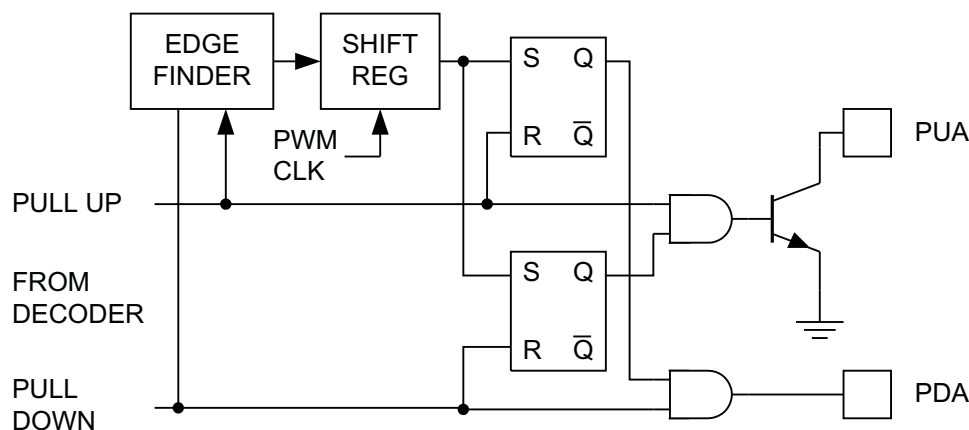 EDGE
FINDER
SHIFT
REG
S Q
R Q̅
PWM
CLK
PUA
PULL UP
FROM
DECODER
S Q
R Q̅
PULL
DOWN
PDA